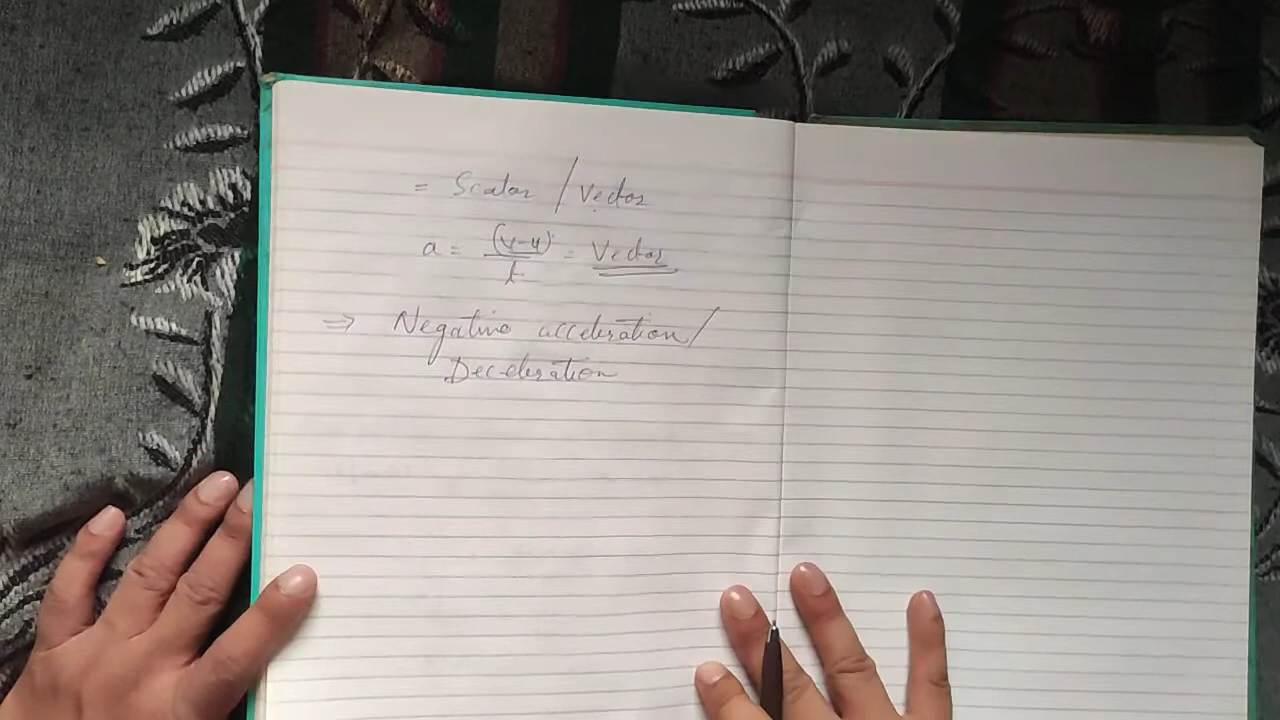 = Scalar / Vector
a = (v-u)/t = Vector
⇒ Negative acceleration/
Deceleration